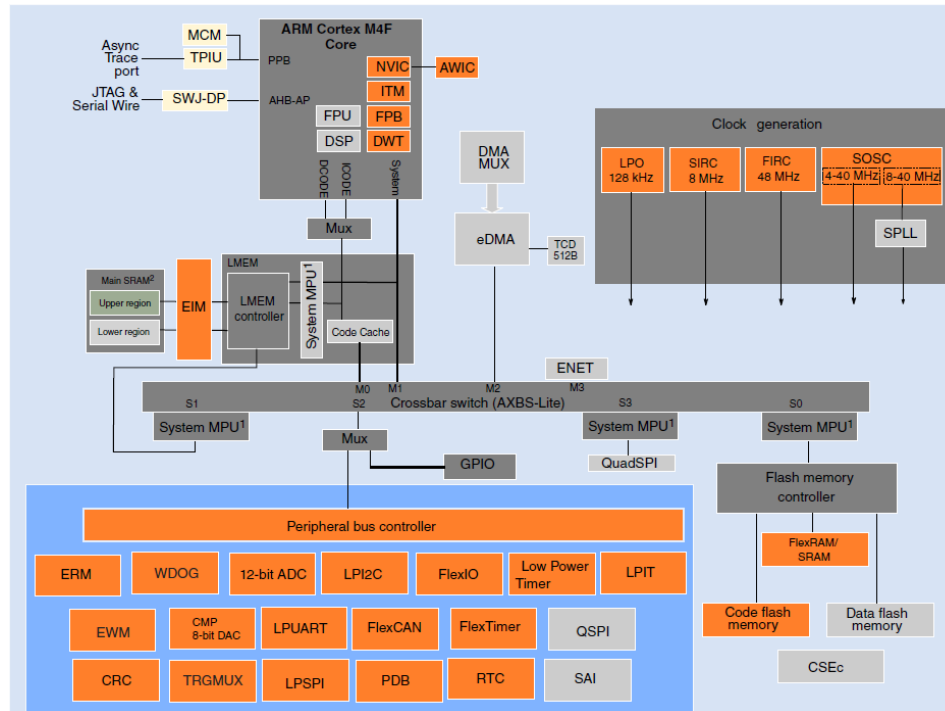 ARM Cortex M4F
Core
MCM
TPIU
Async
Trace
port
PPB
JTAG &
Serial Wire
SWJ-DP
AHB-AP
NVIC
AWIC
ITM
FPU
FPB
DSP
DWT
DCODE
ICODE
System
Mux
DMA
MUX
eDMA
TCD
512B
Clock generation
LPO
128 kHz
SIRC
8 MHz
FIRC
48 MHz
SOSC
4-40 MHz
8-40 MHz
SPLL
Main SRAM²
Upper region
Lower region
EIM
LMEM
LMEM
controller
System MPU¹
Code Cache
ENET
M0
M1
M2
M3
S1
S2
Crossbar switch (AXBS-Lite)
S3
S0
System MPU¹
Mux
System MPU¹
System MPU¹
GPIO
QuadSPI
Flash memory
controller
FlexRAM/
SRAM
Code flash
memory
Data flash
memory
CSEc
Peripheral bus controller
ERM
WDOG
12-bit ADC
LPI2C
FlexIO
Low Power
Timer
LPIT
EWM
CMP
8-bit DAC
LPUART
FlexCAN
FlexTimer
QSPI
CRC
TRGMUX
LPSPI
PDB
RTC
SAI